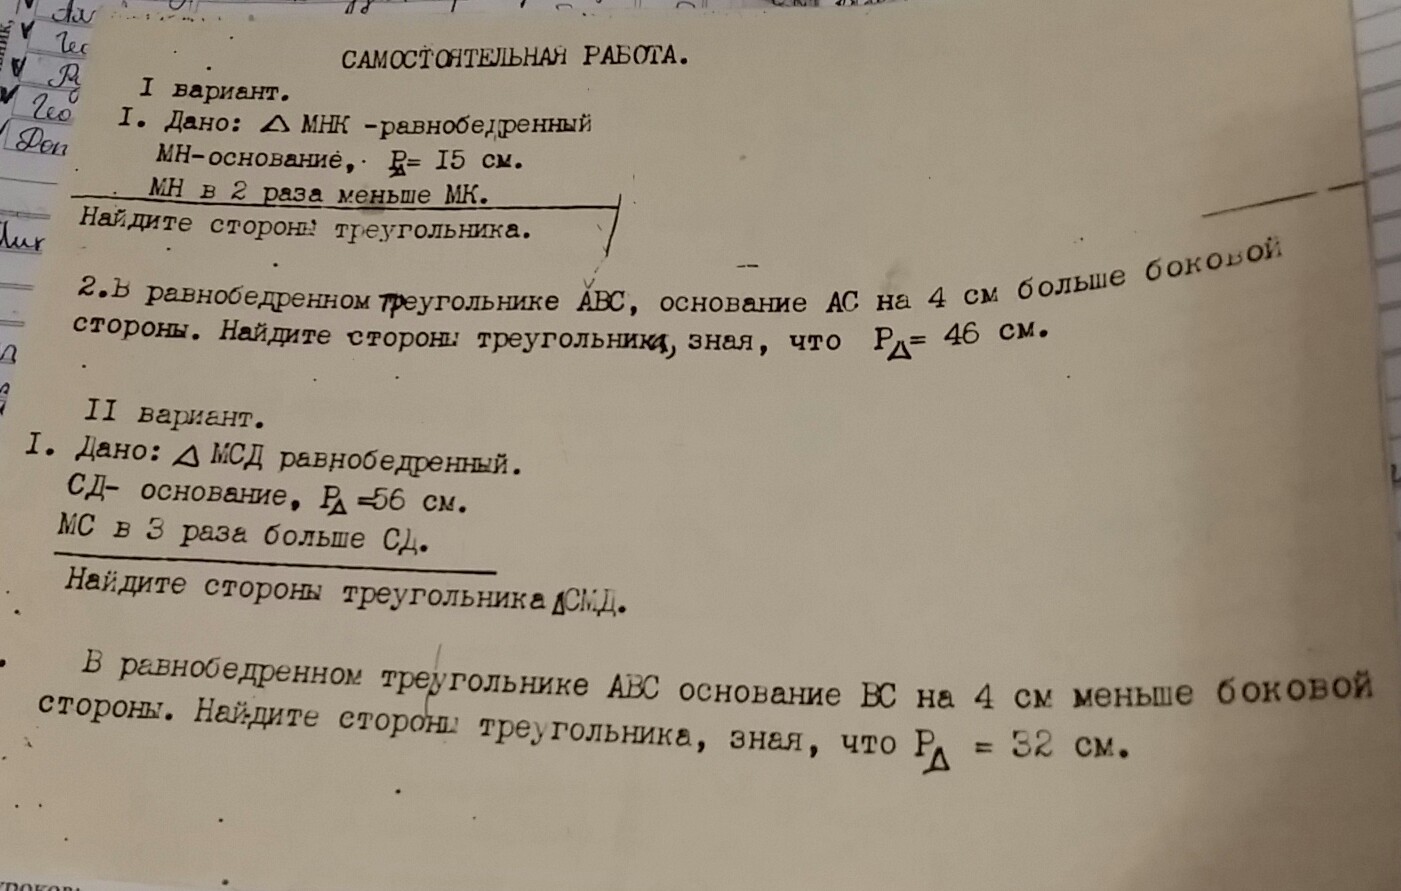 Ах
Гес
Гео
САМОСТОЯТЕЛЬНАЯ РАБОТА.
I вариант.
I. Дано: △ МНК -равнобедренный
МН-основание, P△= 15 см.
МН в 2 раза меньше МК.
Найдите стороны треугольника.
2.В равнобедренном треугольнике АВС, основание АС на 4 см больше боковой
стороны. Найдите стороны треугольника, зная, что P△= 46 см.
II вариант.
I. Дано: △ МСД равнобедренный.
СД- основание, P△=56 см.
МС в 3 раза больше СД.
Найдите стороны треугольника △СМД.
В равнобедренном треугольнике АВС основание ВС на 4 см меньше боковой
стороны. Найдите стороны треугольника, зная, что P△ = 32 см.